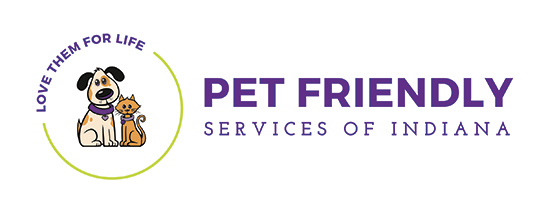 LOVE THEM FOR LIFE
PET FRIENDLY
SERVICES OF INDIANA